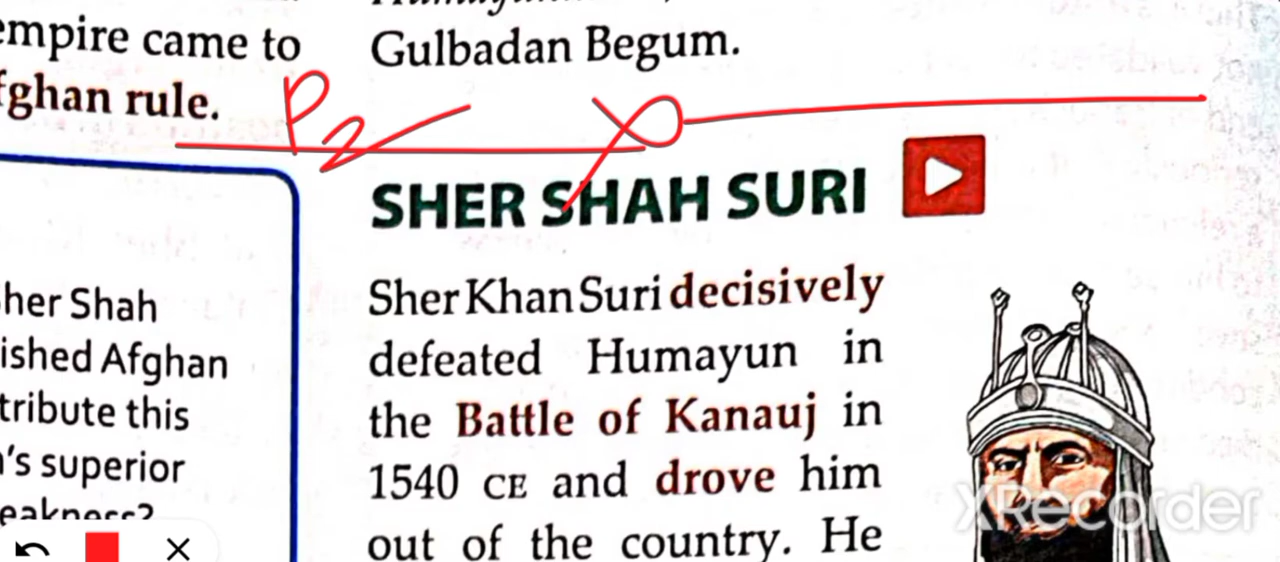 empire came to
fghan rule.
Gulbadan Begum.
P2
SHER SHAH SURI
Sher Khan Suri decisively
defeated Humayun in
the Battle of Kanauj in
1540 CE and drove him
out of the country. He
her Shah
ished Afghan
tribute this
's superior
XRecorder